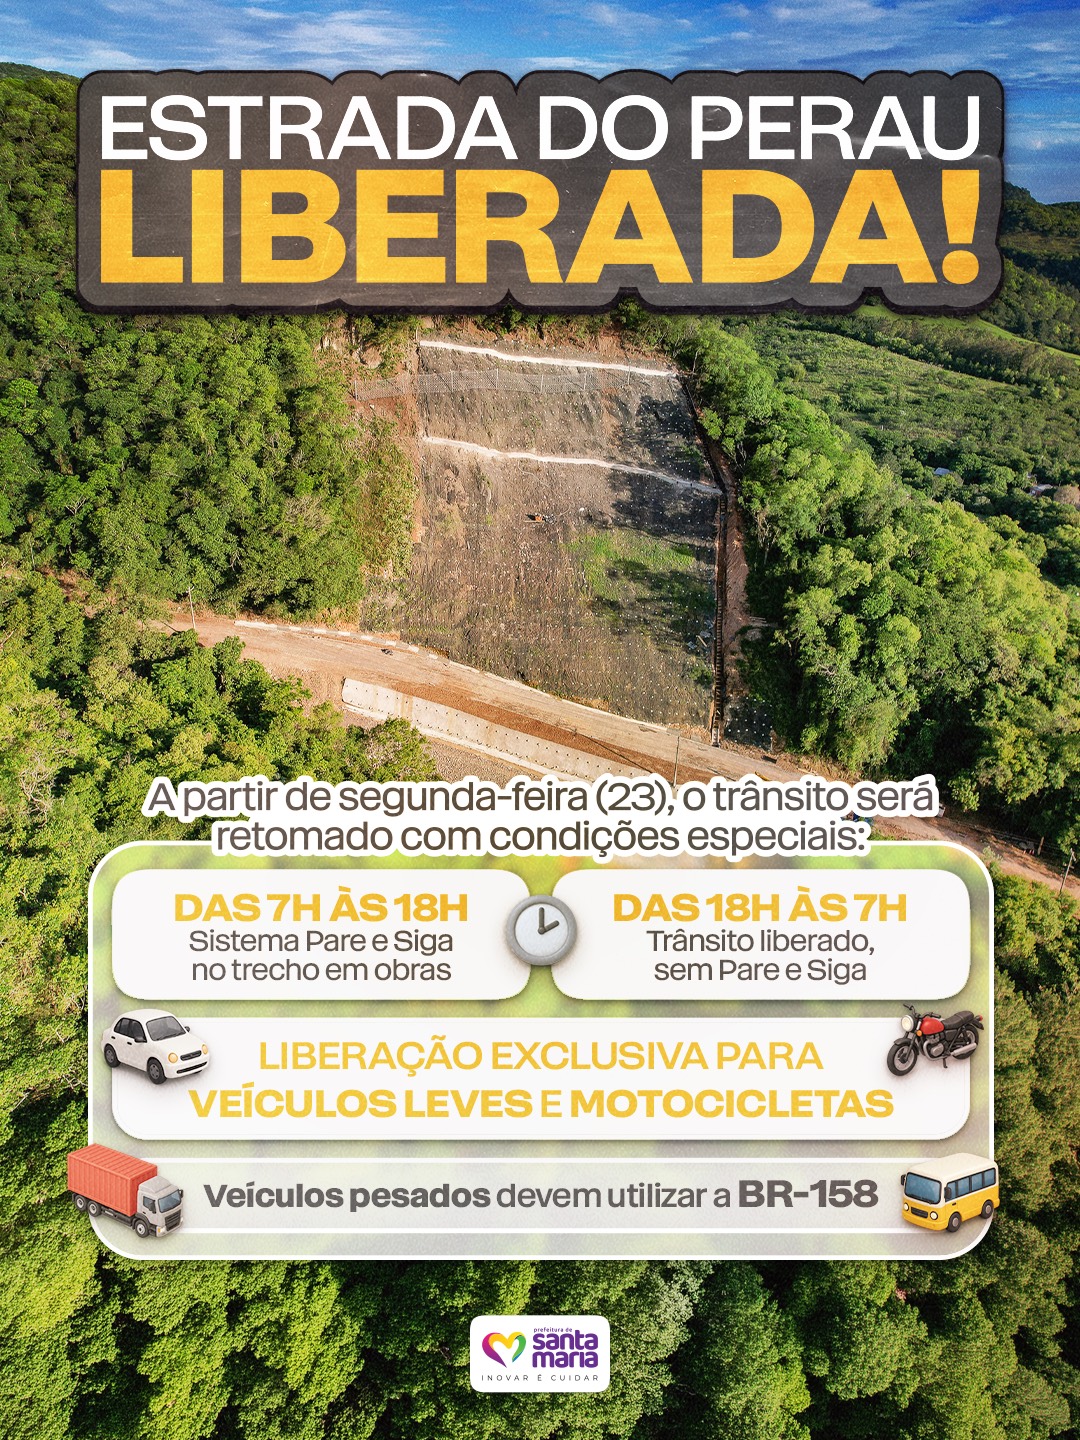 ESTRADA DO PERAU
LIBERADA!
A partir de segunda-feira (23), o trânsito será
retomado com condições especiais:
DAS 7H ÀS 18H
Sistema Pare e Siga
no trecho em obras
DAS 18H ÀS 7H
Trânsito liberado,
sem Pare e Siga
LIBERAÇÃO EXCLUSIVA PARA
VEÍCULOS LEVES E MOTOCICLETAS
Veículos pesados devem utilizar a BR-158
prefeitura de
santa
maria
INOVAR É CUIDAR